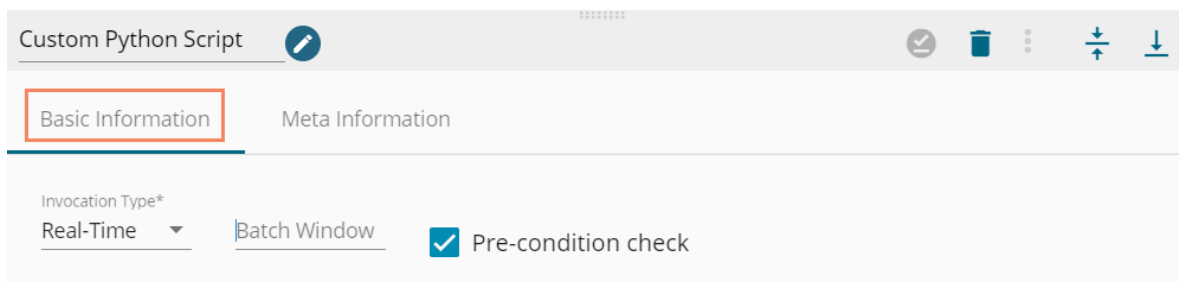 Custom Python Script
Basic Information Meta Information
Invocation Type*
Real-Time Batch Window Pre-condition check